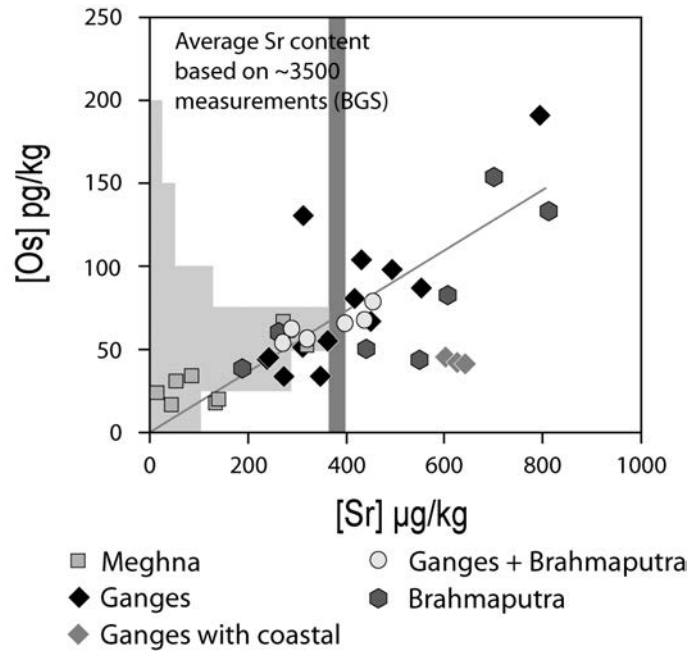 250
200
150
100
50
0
[Os] pg/kg
Average Sr content
based on ~3500
measurements (BGS)
0 200 400 600 800 1000
[Sr] µg/kg
Meghna
Ganges
Ganges with coastal
Ganges + Brahmaputra
Brahmaputra